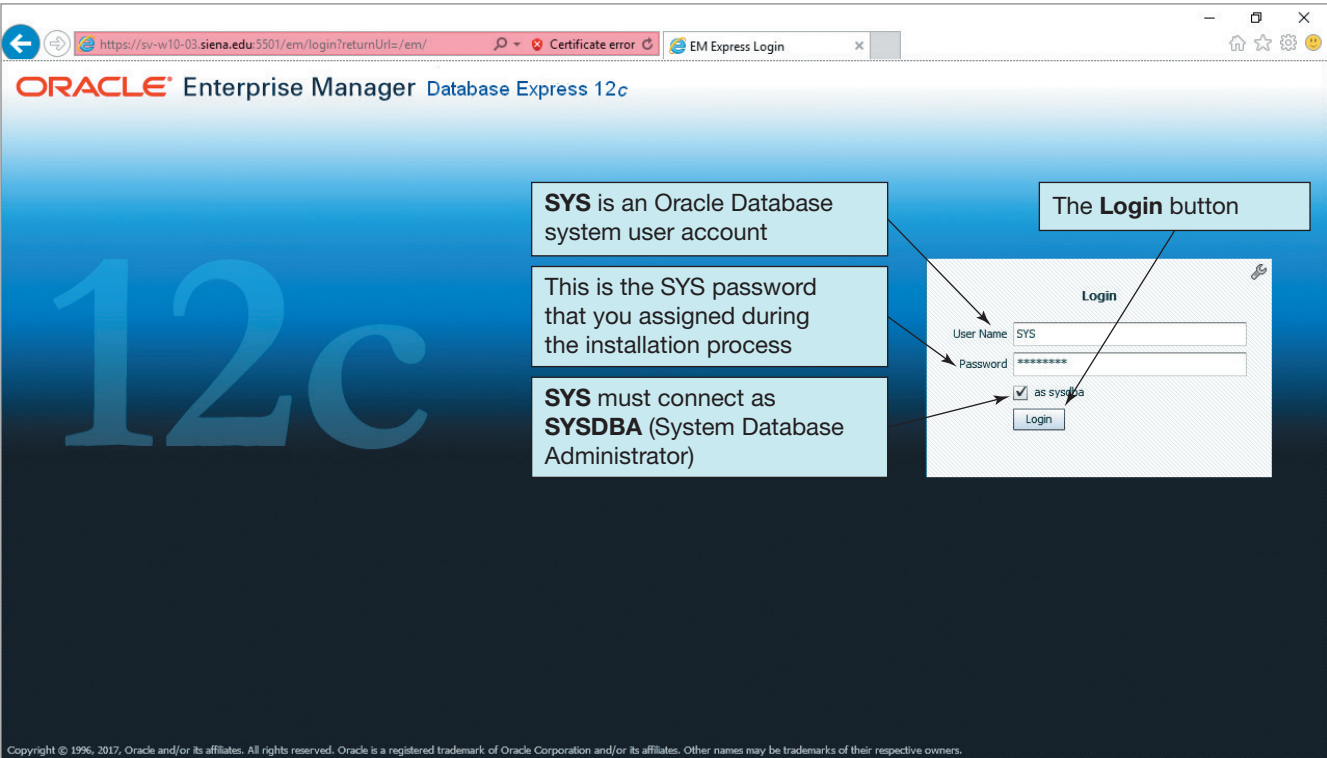 https://sv-w10-03.siena.edu:5501/em/login?returnUrl=/em/
Certificate error
EM Express Login
ORACLE® Enterprise Manager Database Express 12c
12c
SYS is an Oracle Database
system user account
This is the SYS password
that you assigned during
the installation process
SYS must connect as
SYSDBA (System Database
Administrator)
The Login button
Login
User Name SYS
Password ********
as sysdba
Login
Copyright © 1996, 2017, Oracle and/or its affiliates. All rights reserved. Oracle is a registered trademark of Oracle Corporation and/or its affiliates. Other names may be trademarks of their respective owners.